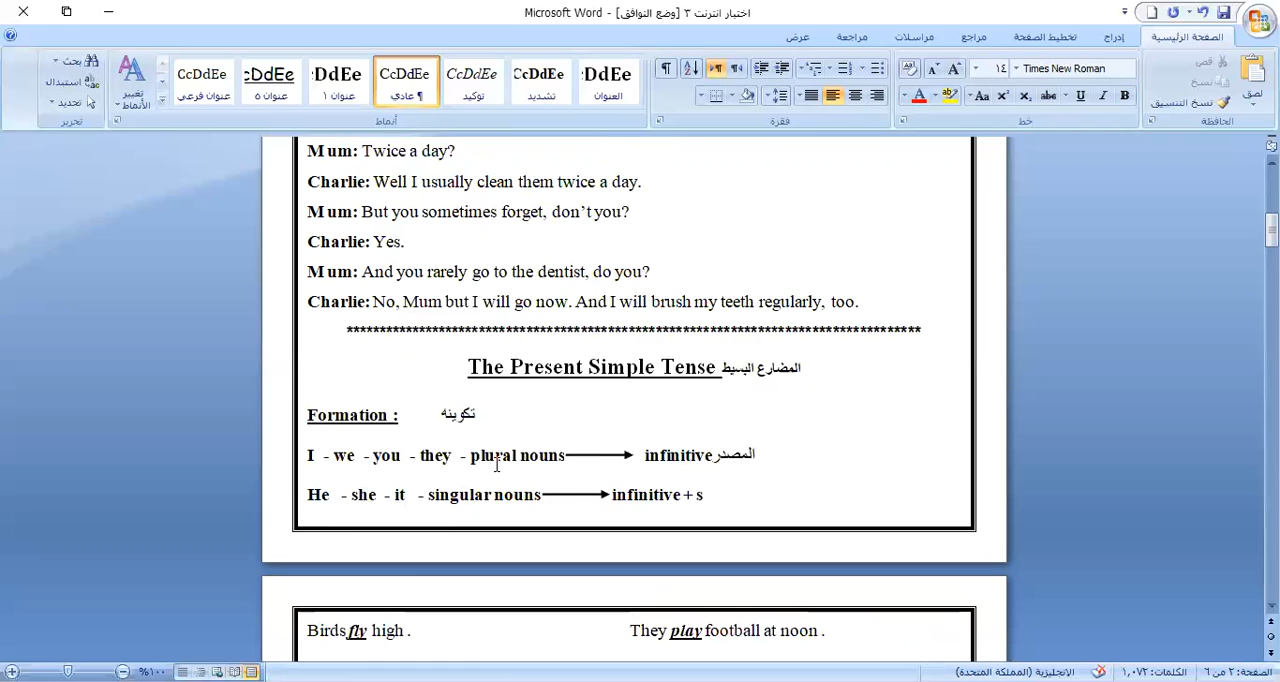 اختبار انترنت ٣ [وضع التوافق] - Microsoft Word
الصفحة الرئيسية إدراج تخطيط الصفحة مراجع مراسلات مراجعة عرض
لصق
قص
نسخ
نسخ التنسيق
الحافظة
Times New Roman ١٤
خط
فقرة
CcDdEe عنوان فرعي
CcDdEe عنوان ٥
DdEe عنوان ١
CcDdEe عادي ¶
CcDdEe توكيد
CcDdEe تشديد
DdEe العنوان
تغيير الأنماط
أنماط
بحث
استبدال
تحديد
تحرير
Mum: Twice a day?
Charlie: Well I usually clean them twice a day.
Mum: But you sometimes forget, don't you?
Charlie: Yes.
Mum: And you rarely go to the dentist, do you?
Charlie: No, Mum but I will go now. And I will brush my teeth regularly, too.
**************************************************************************************
The Present Simple Tense المضارع البسيط
Formation : تكوينه
I - we - you - they - plural nouns infinitive المصدر
He - she - it - singular nouns infinitive + s
Birds fly high . They play football at noon .
الصفحة: ٢ من ٦ الكلمات: ١,٠٧٢ الانجليزية (المملكة المتحدة) ١٠٠%